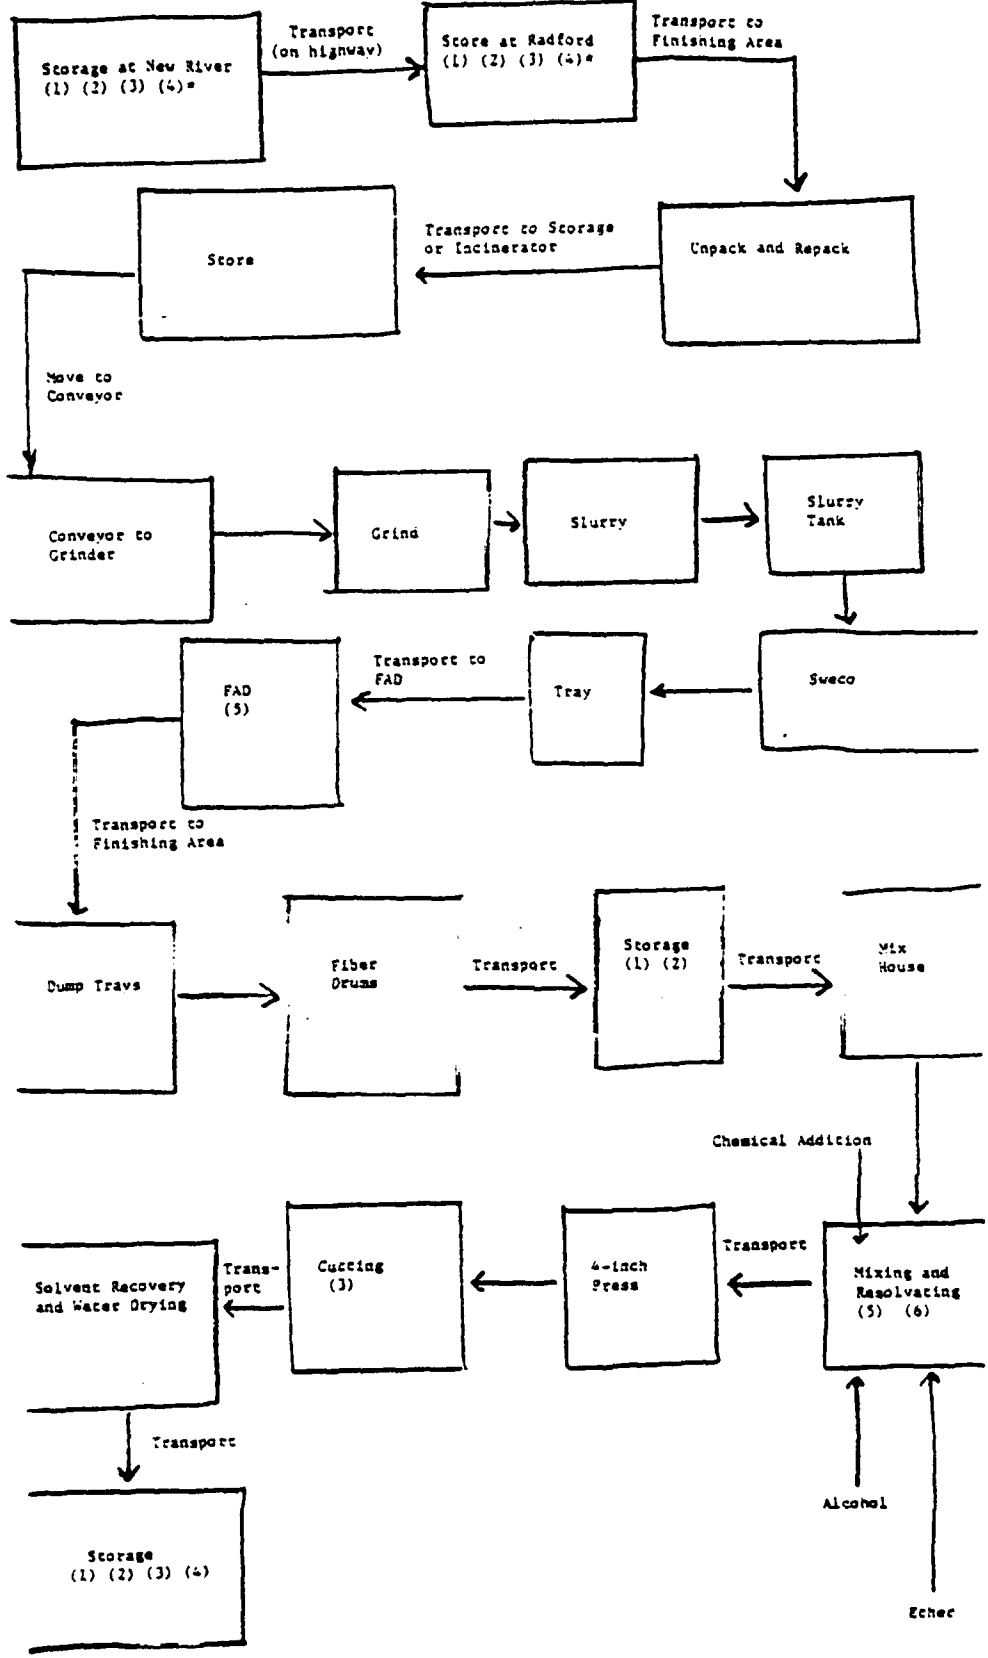 Transport
(on highway)
Storage at New River
(1) (2) (3) (4)*
Store at Radford
(1) (2) (3) (4)*
Transport to
Finishing Area
Unpack and Repack
Transport to Storage
or Incinerator
Store
Move to
Conveyor
Conveyor to
Grinder
Grind
Slurry
Slurry
Tank
Sweco
Tray
Transport to
FAD
FAD
(5)
Transport to
Finishing Area
Dump Trays
Fiber
Drums
Transport
Storage
(1) (2)
Transport
Mix
House
Chemical Addition
Mixing and
Resolvating
(5) (6)
Alcohol
Ether
Transport
4-inch
Press
Cutting
(3)
Trans-
port
Solvent Recovery
and Water Drying
Transport
Storage
(1) (2) (3) (4)